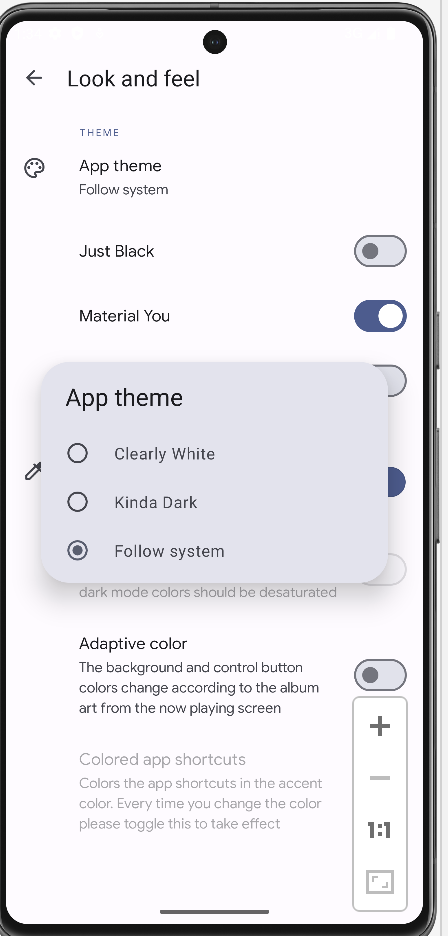 Look and feel
THEME
App theme
Follow system
Just Black
Material You
App theme
Clearly White
Kinda Dark
Follow system
dark mode colors should be desaturated
Adaptive color
The background and control button
colors change according to the album
art from the now playing screen
Colored app shortcuts
Colors the app shortcuts in the accent
color. Every time you change the color
please toggle this to take effect
1:1